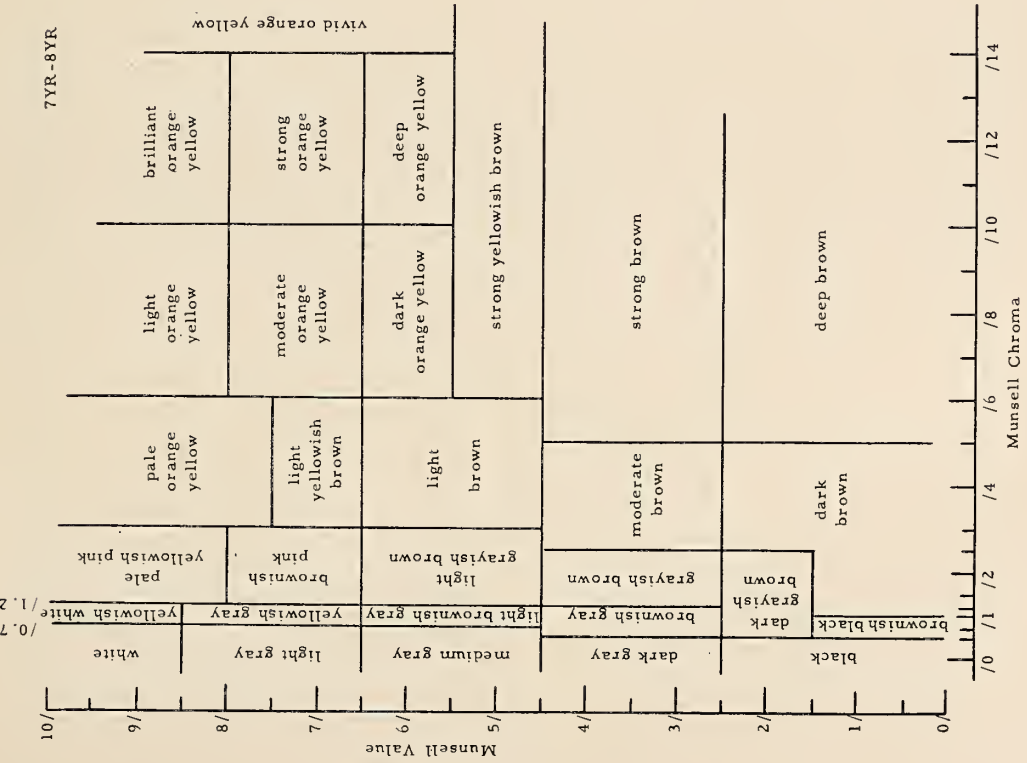 7YR-8YR
vivid orange yellow
brilliant
orange
yellow
strong
orange
yellow
deep
orange yellow
light
orange
yellow
moderate
orange
yellow
dark
orange yellow
strong yellowish brown
strong brown
deep brown
pale
orange
yellow
light
yellowish
brown
light
brown
moderate
brown
dark
brown
pale
yellowish pink
brownish
pink
light
grayish brown
grayish brown
dark
grayish
brown
yellowish white
yellowish gray
light brownish gray
brownish gray
brownish black
white
light gray
medium gray
dark gray
black
/1.2
/0.7
10/
9/
8/
7/
6/
5/
4/
3/
2/
1/
0/
Munsell Value
/0
/1
/2
/4
/6
/8
/10
/12
/14
Munsell Chroma